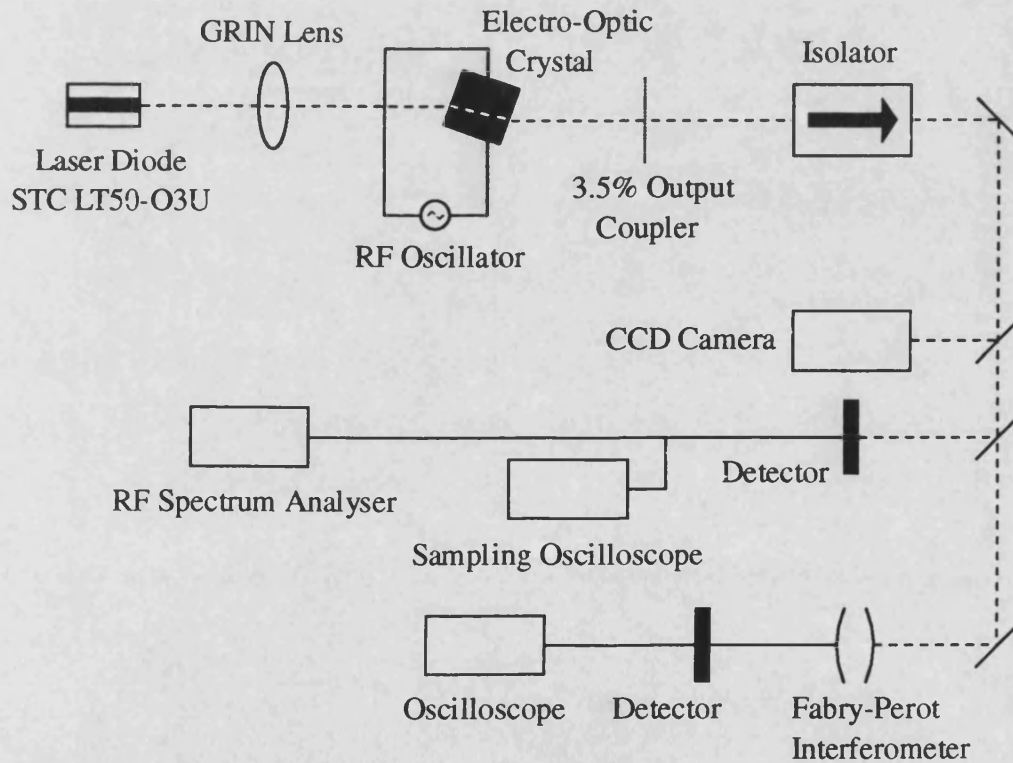 GRIN Lens
Electro-Optic
Crystal
Isolator
Laser Diode
STC LT50-O3U
3.5% Output
Coupler
RF Oscillator
CCD Camera
Detector
RF Spectrum Analyser
Sampling Oscilloscope
Oscilloscope
Detector
Fabry-Perot
Interferometer